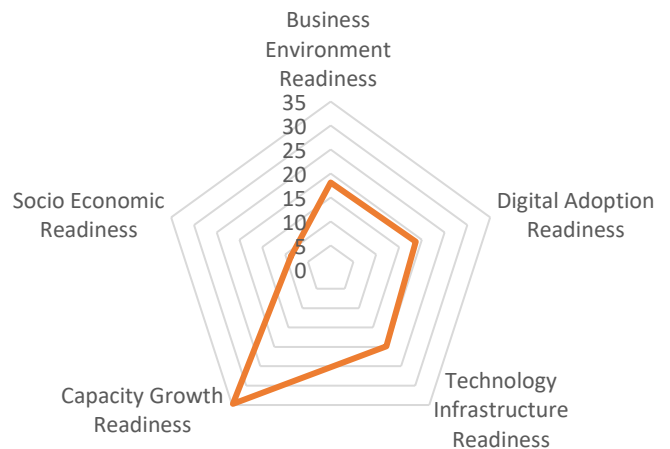 Business
Environment
Readiness
35
30
25
20
15
10
5
0
Digital Adoption
Readiness
Technology
Infrastructure
Readiness
Capacity Growth
Readiness
Socio Economic
Readiness